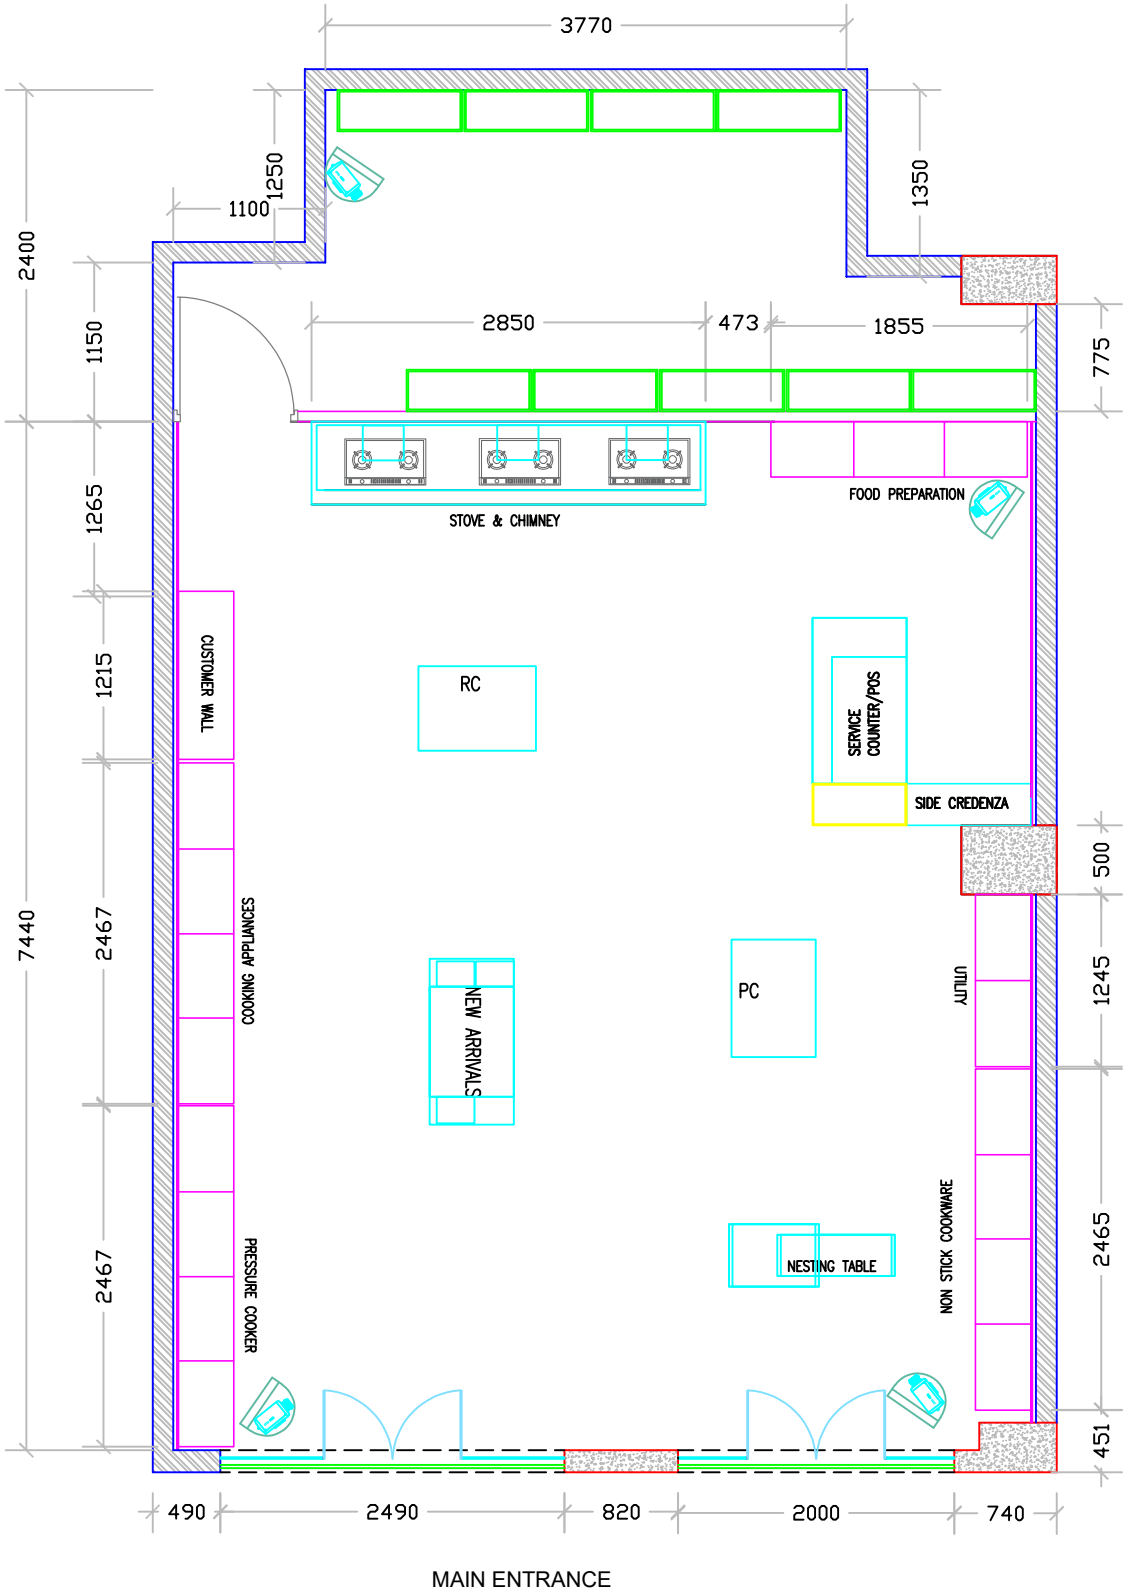 3770
1250
1350
1100
2400
1150
2850
473
1855
775
1265
FOOD PREPARATION
STOVE & CHIMNEY
1215
CUSTOMER WALL
RC
SERVICE
COUNTER/POS
SIDE CREDENZA
500
7440
2467
COOKING APPLIANCES
NEW ARRIVALS
PC
UTILITY
1245
2467
PRESSURE COOKER
NESTING TABLE
NON STICK COOKWARE
2465
451
490
2490
820
2000
740
MAIN ENTRANCE